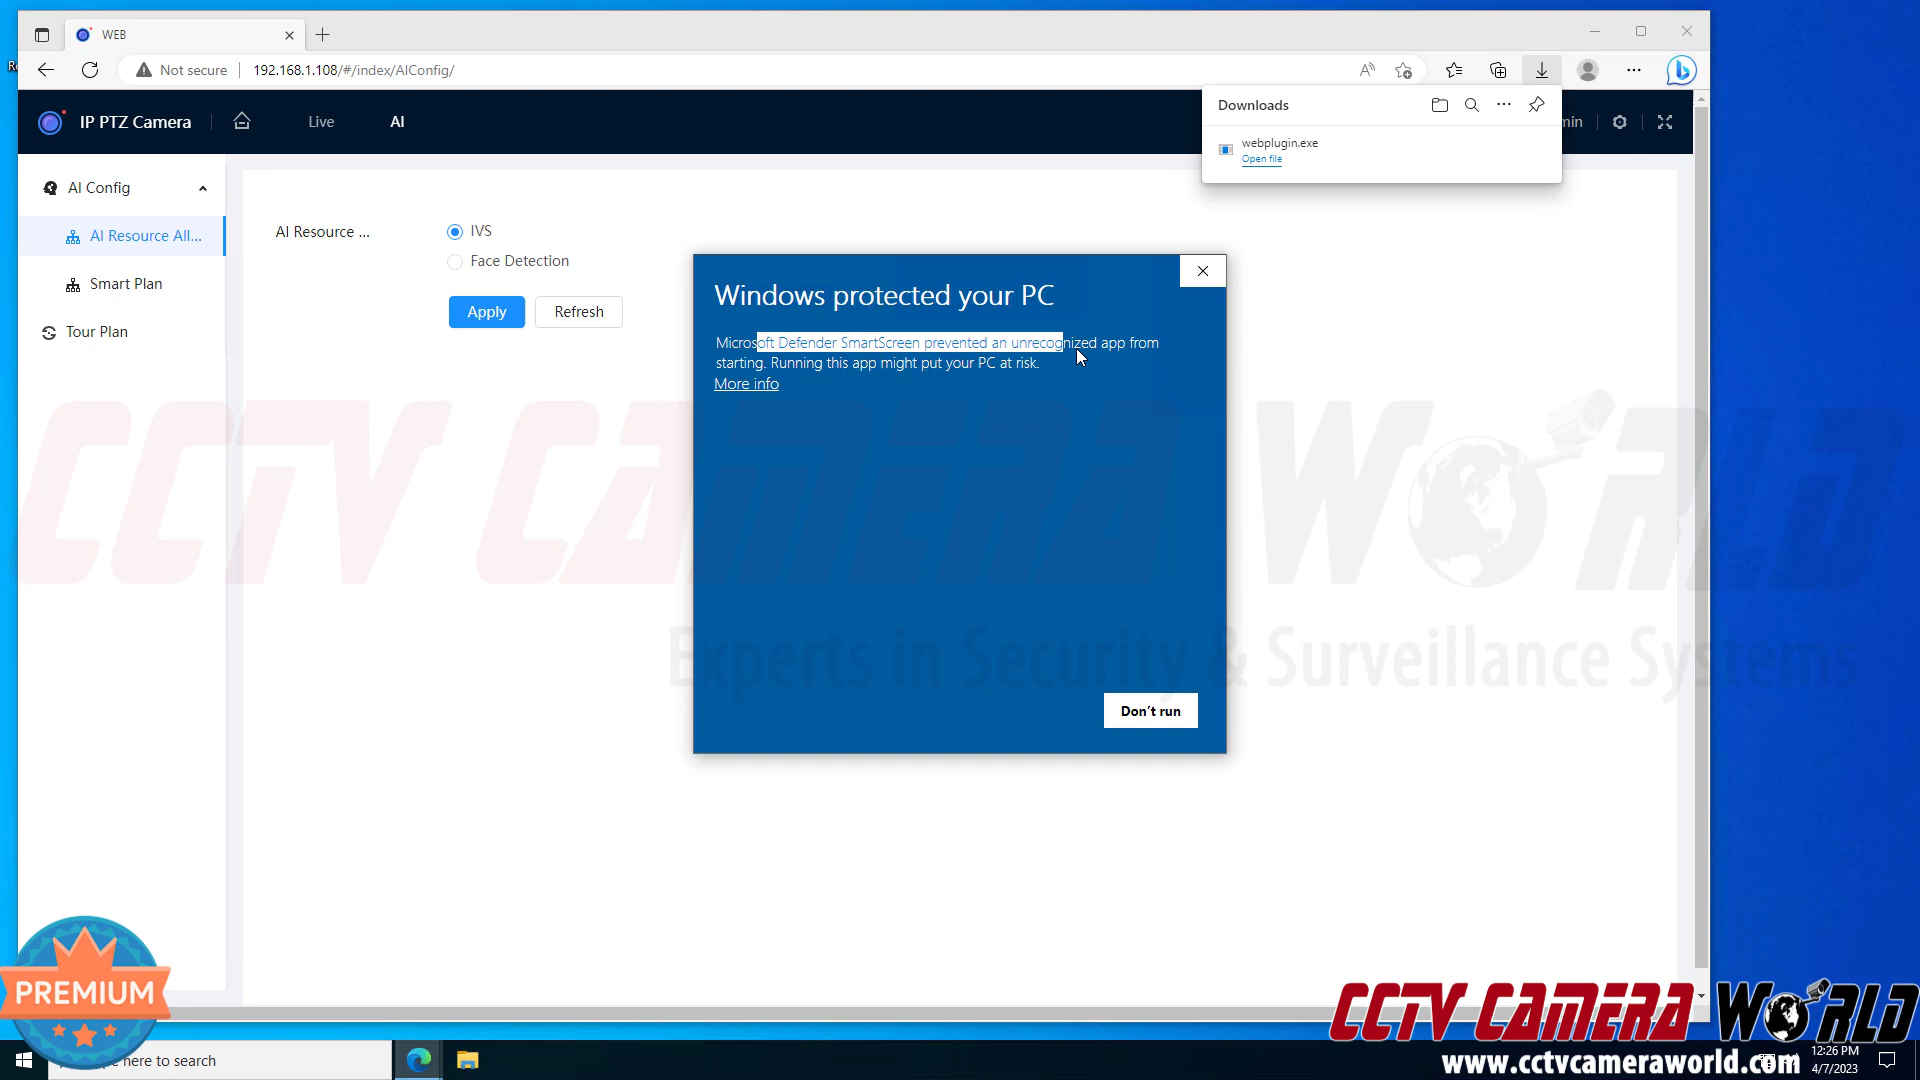 WEB
Not secure
192.168.1.108/#/index/AIConfig/
Downloads
webplugin.exe
Open file
IP PTZ Camera
Live
AI
min
AI Config
AI Resource All...
Smart Plan
Tour Plan
AI Resource ...
IVS
Face Detection
Apply
Refresh
Windows protected your PC
Microsoft Defender SmartScreen prevented an unrecognized app from
starting. Running this app might put your PC at risk.
More info
Don't run
CCTV CAMERA WORLD
Experts in Security & Surveillance Systems
PREMIUM
here to search
CCTV CAMERA WORLD
www.cctvcameraworld.com
12:26 PM
4/7/2023